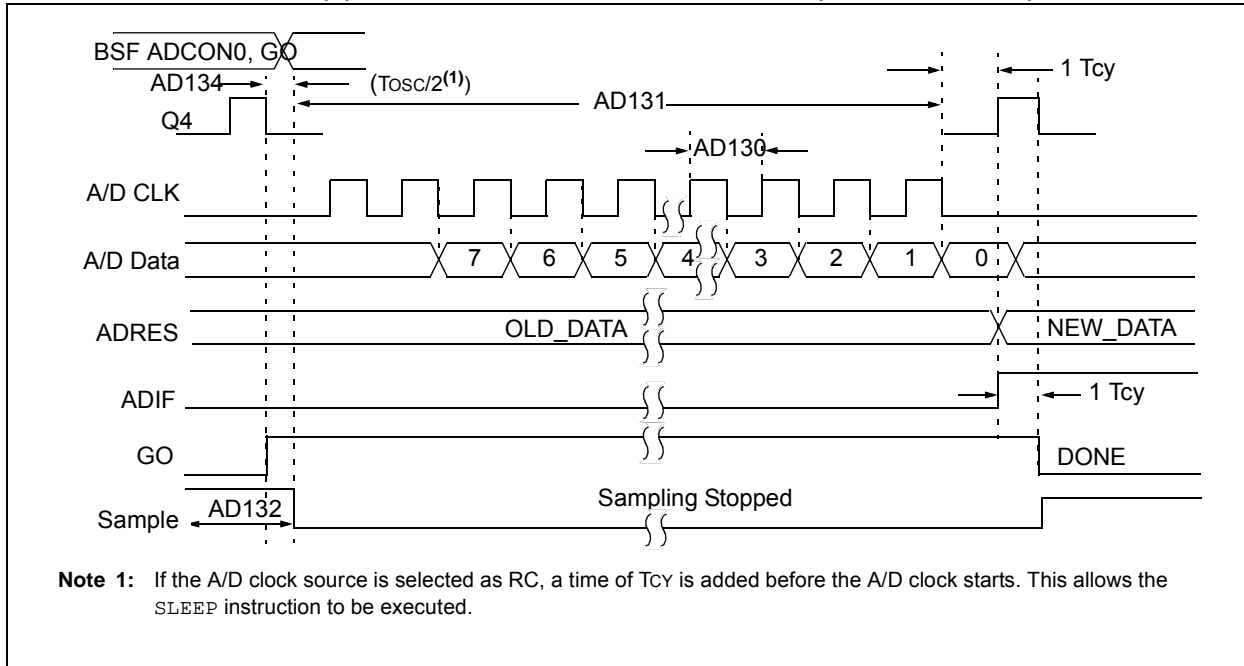 BSF ADCON0, GO
AD134
(TOSC/2(1))
AD131
1 Tcy
Q4
AD130
A/D CLK
A/D Data
7
6
5
4
3
2
1
0
ADRES
OLD_DATA
NEW_DATA
ADIF
1 Tcy
GO
DONE
Sample
AD132
Sampling Stopped
Note 1: If the A/D clock source is selected as RC, a time of TCY is added before the A/D clock starts. This allows the
SLEEP instruction to be executed.